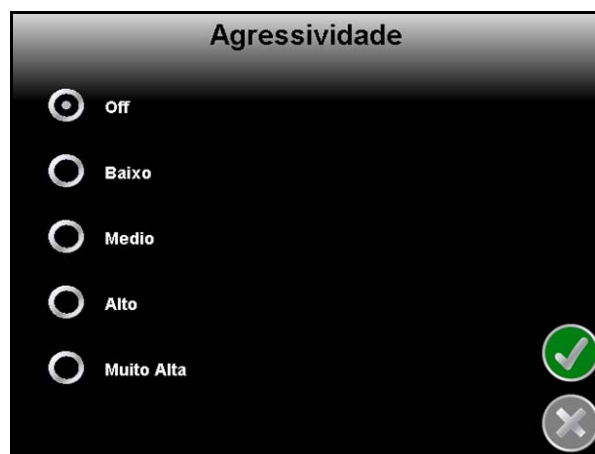 Agressividade
Off
Baixo
Medio
Alto
Muito Alta